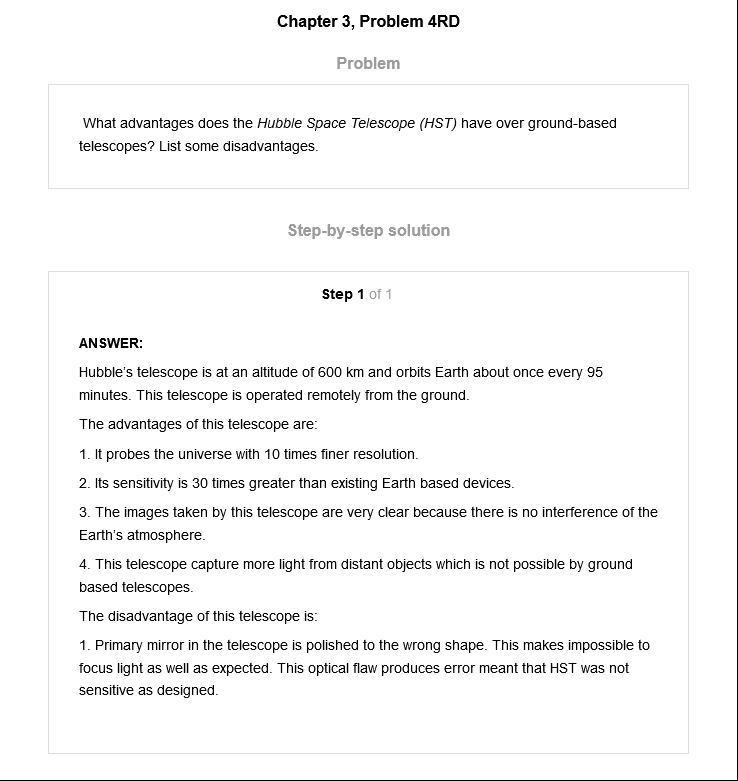 Chapter 3, Problem 4RD
Problem
What advantages does the Hubble Space Telescope (HST) have over ground-based
telescopes? List some disadvantages.
Step-by-step solution
Step 1 of 1
ANSWER:
Hubble's telescope is at an altitude of 600 km and orbits Earth about once every 95
minutes. This telescope is operated remotely from the ground.
The advantages of this telescope are:
1. It probes the universe with 10 times finer resolution.
2. Its sensitivity is 30 times greater than existing Earth based devices.
3. The images taken by this telescope are very clear because there is no interference of the
Earth's atmosphere.
4. This telescope capture more light from distant objects which is not possible by ground
based telescopes.
The disadvantage of this telescope is:
1. Primary mirror in the telescope is polished to the wrong shape. This makes impossible to
focus light as well as expected. This optical flaw produces error meant that HST was not
sensitive as designed.